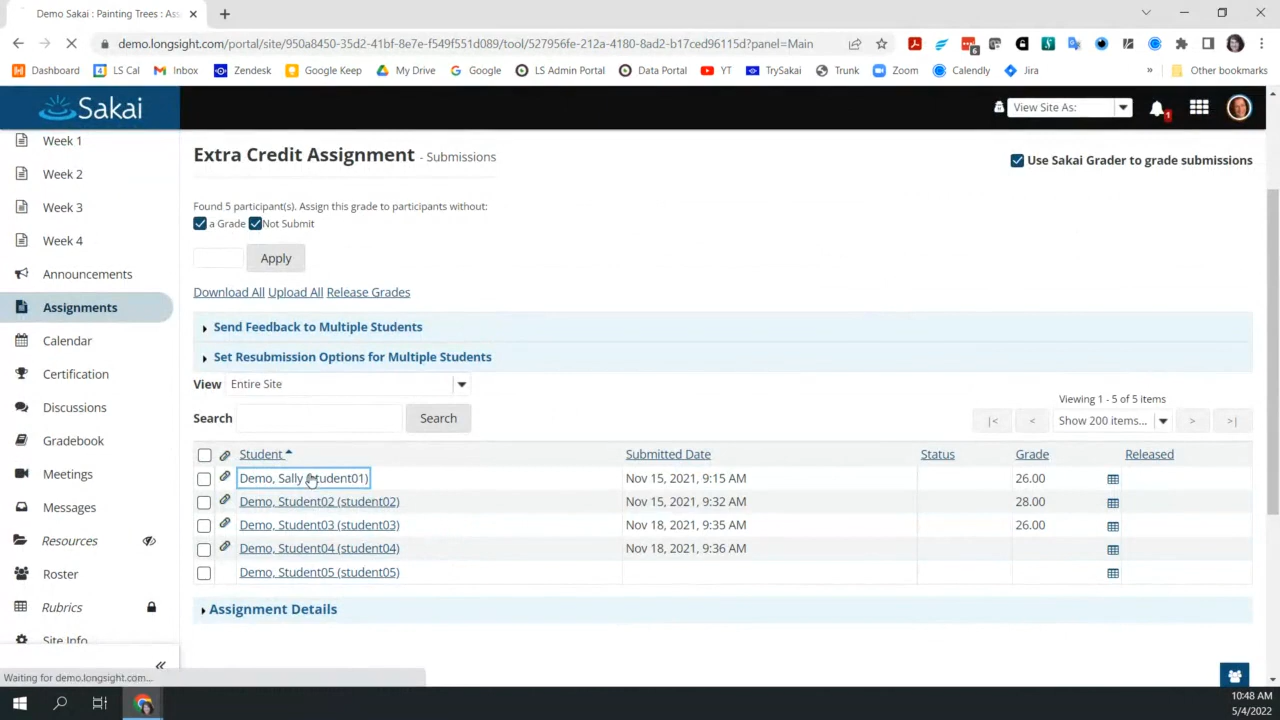 Demo Sakai : Painting Trees : Ass
demo.longsight.com/portal/site/950a0450-35d2-41bf-8e7e-f549f551d089/tool/527956fe-212a-4180-8ad2-b17ced96115d?panel=Main
Dashboard LS Cal Inbox Zendesk Google Keep My Drive Google LS Admin Portal Data Portal YT TrySakai Trunk Zoom Calendly Jira » Other bookmarks
Sakai View Site As: 1
Week 1
Week 2
Week 3
Week 4
Announcements
Assignments
Calendar
Certification
Discussions
Gradebook
Meetings
Messages
Resources
Roster
Rubrics
Site Info
Extra Credit Assignment - Submissions
Use Sakai Grader to grade submissions
Found 5 participant(s). Assign this grade to participants without:
a Grade Not Submit
Apply
Download All Upload All Release Grades
Send Feedback to Multiple Students
Set Resubmission Options for Multiple Students
View Entire Site
Viewing 1 - 5 of 5 items
Search Search |< < Show 200 items... > >|
Student Submitted Date Status Grade Released
Demo, Sally (student01) Nov 15, 2021, 9:15 AM 26.00
Demo, Student02 (student02) Nov 15, 2021, 9:32 AM 28.00
Demo, Student03 (student03) Nov 18, 2021, 9:35 AM 26.00
Demo, Student04 (student04) Nov 18, 2021, 9:36 AM
Demo, Student05 (student05)
Assignment Details
Waiting for demo.longsight.com...
10:48 AM
5/4/2022